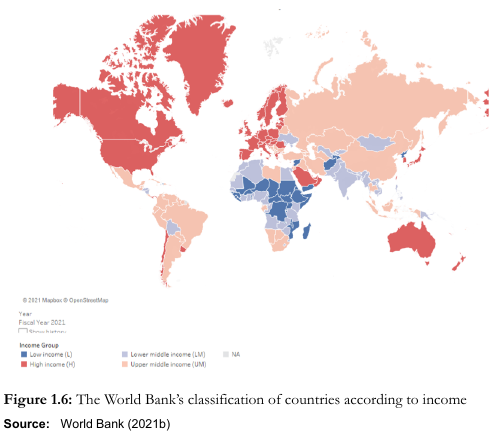 © 2021 Mapbox © OpenStreetMap
Year
Fiscal Year 2021
Show history
Income Group
Low income (L)
Lower middle income (LM)
NA
High income (H)
Upper middle income (UM)
Figure 1.6: The World Bank’s classification of countries according to income
Source: World Bank (2021b)